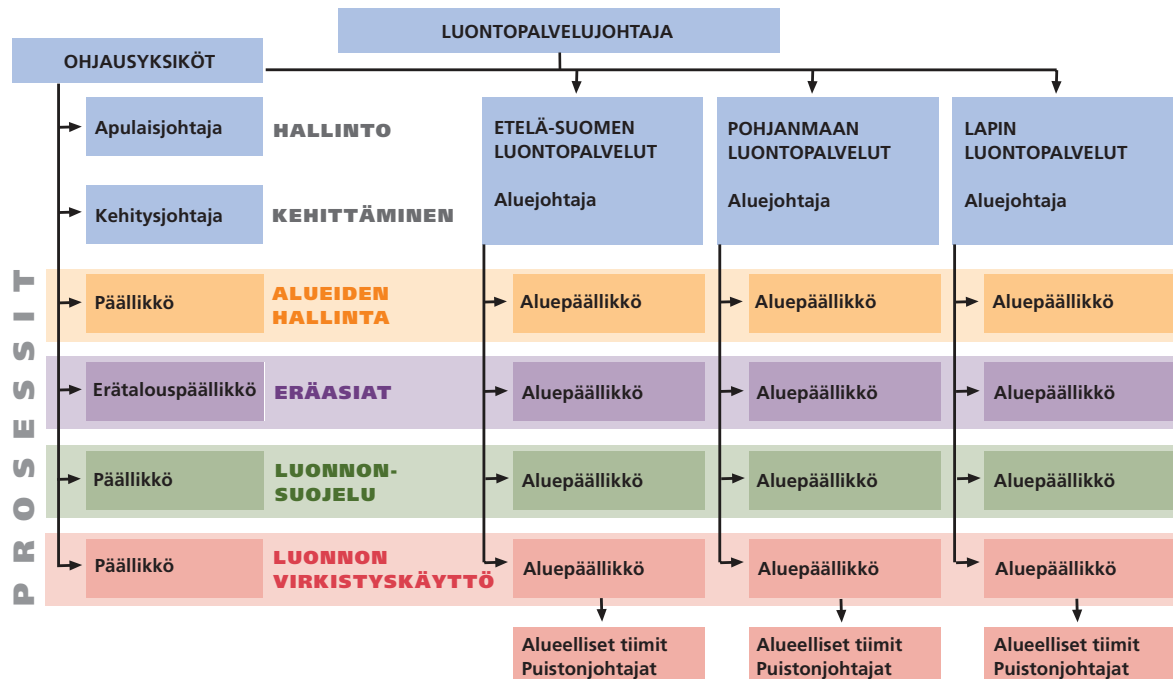 LUONTOPALVELUJOHTAJA
OHJAUSYKSIKÖT
Apulaisjohtaja
HALLINTO
Kehitysjohtaja
KEHITTÄMINEN
ETELÄ-SUOMEN
LUONTOPALVELUT
Aluejohtaja
POHJANMAAN
LUONTOPALVELUT
Aluejohtaja
LAPIN
LUONTOPALVELUT
Aluejohtaja
PROSESSIT
Päällikkö
ALUEIDEN
HALLINTA
Aluepäällikkö
Aluepäällikkö
Aluepäällikkö
Erätalouspäällikkö
ERÄASIAT
Aluepäällikkö
Aluepäällikkö
Aluepäällikkö
Päällikkö
LUONNON-
SUOJELU
Aluepäällikkö
Aluepäällikkö
Aluepäällikkö
Päällikkö
LUONNON
VIRKISTYSKÄYTTÖ
Aluepäällikkö
Aluepäällikkö
Aluepäällikkö
Alueelliset tiimit
Puistonjohtajat
Alueelliset tiimit
Puistonjohtajat
Alueelliset tiimit
Puistonjohtajat